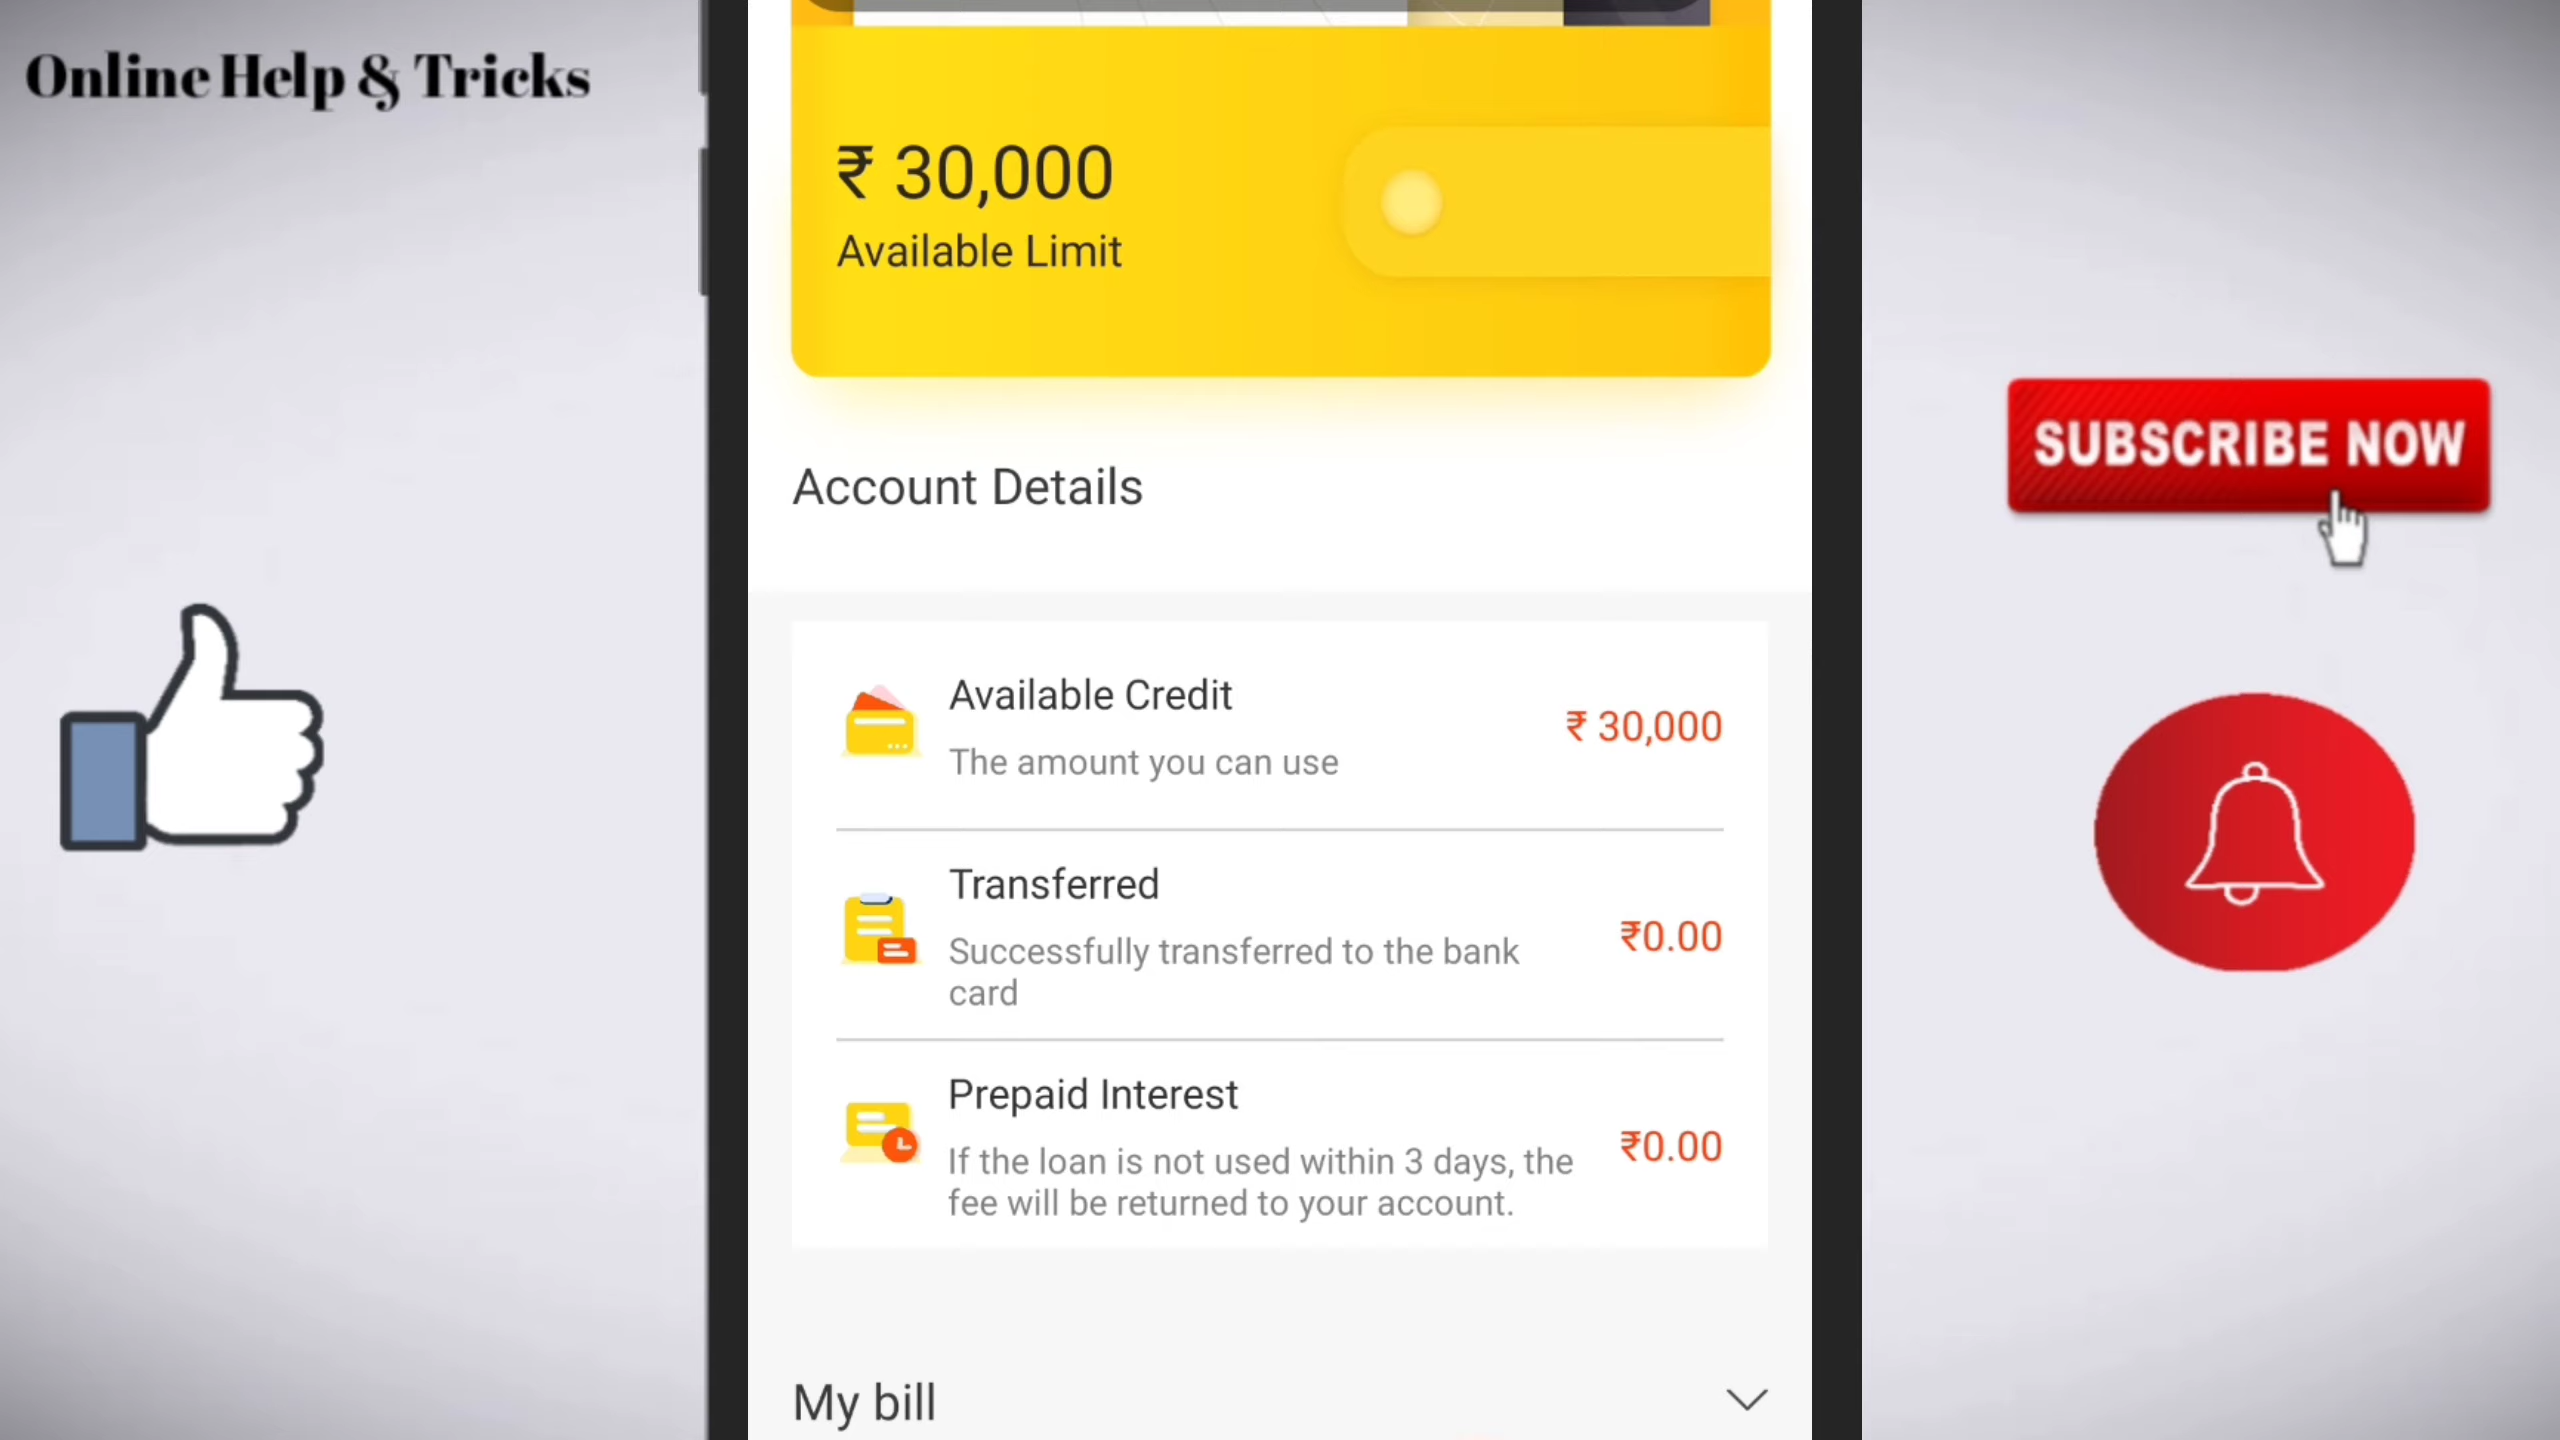 Online Help & Tricks
₹ 30,000
Available Limit
SUBSCRIBE NOW
Account Details
Available Credit
₹ 30,000
The amount you can use
Transferred
₹0.00
Successfully transferred to the bank
card
Prepaid Interest
₹0.00
If the loan is not used within 3 days, the
fee will be returned to your account.
My bill